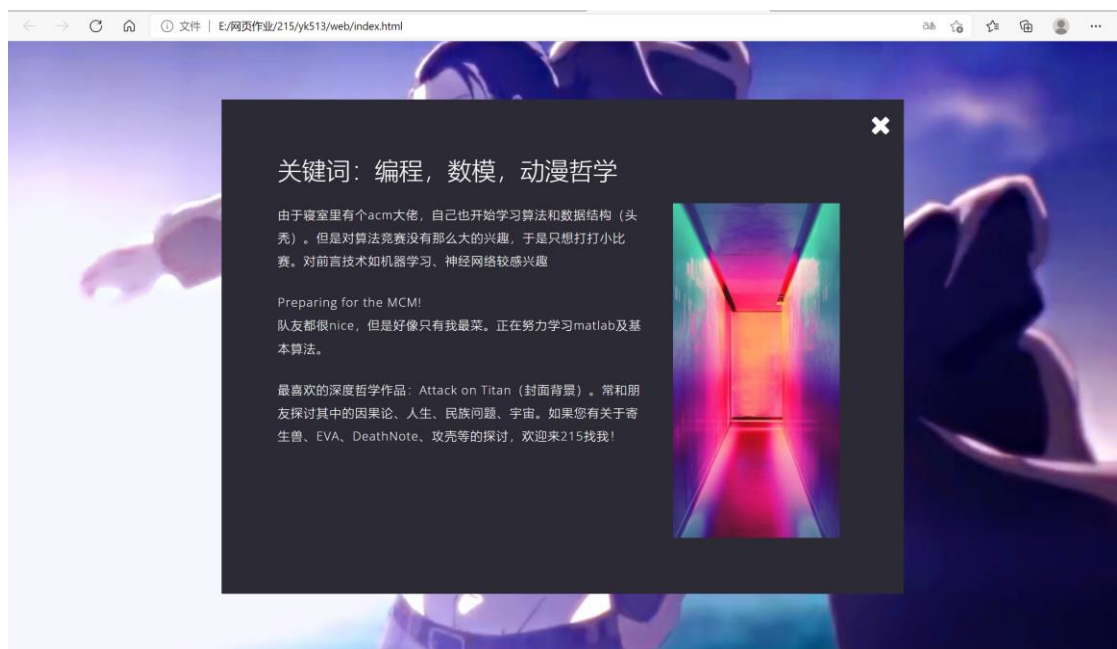 文件 | E:/网页作业/215/yk513/web/index.html
关键词：编程，数模，动漫哲学
由于寝室里有个acm大佬，自己也开始学习算法和数据结构（头
秃）。但是对算法竞赛没有那么大的兴趣，于是只想打打小比
赛。对前言技术如机器学习、神经网络较感兴趣
Preparing for the MCM!
队友都很nice，但是好像只有我最菜。正在努力学习matlab及基
本算法。
最喜欢的深度哲学作品：Attack on Titan（封面背景）。常和朋
友探讨其中的因果论、人生、民族问题、宇宙。如果您有关于寄
生兽、EVA、DeathNote、攻壳等的探讨，欢迎来215找我！